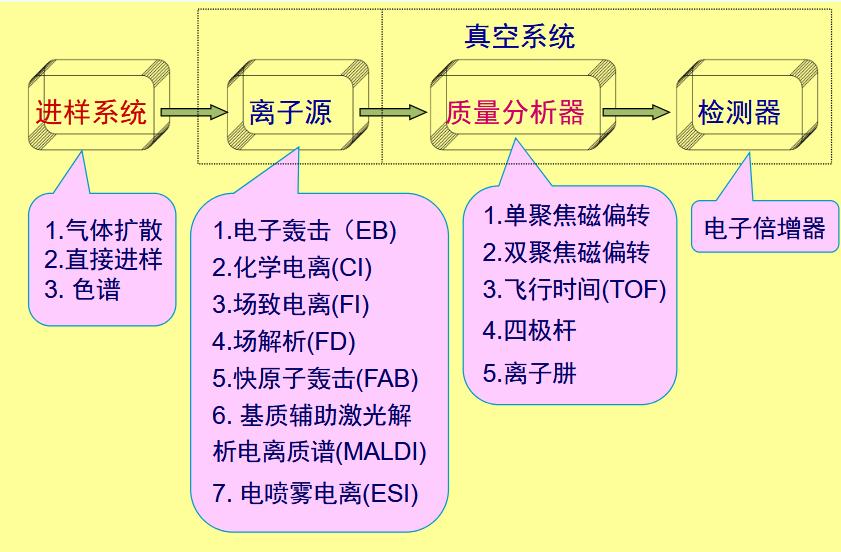 真空系统
进样系统
离子源
质量分析器
检测器
1.气体扩散
2.直接进样
3. 色谱
1.电子轰击（EB)
2.化学电离(CI)
3.场致电离(FI)
4.场解析(FD)
5.快原子轰击(FAB)
6. 基质辅助激光解
析电离质谱(MALDI)
7. 电喷雾电离(ESI)
1.单聚焦磁偏转
2.双聚焦磁偏转
3.飞行时间(TOF)
4.四极杆
5.离子肼
电子倍增器